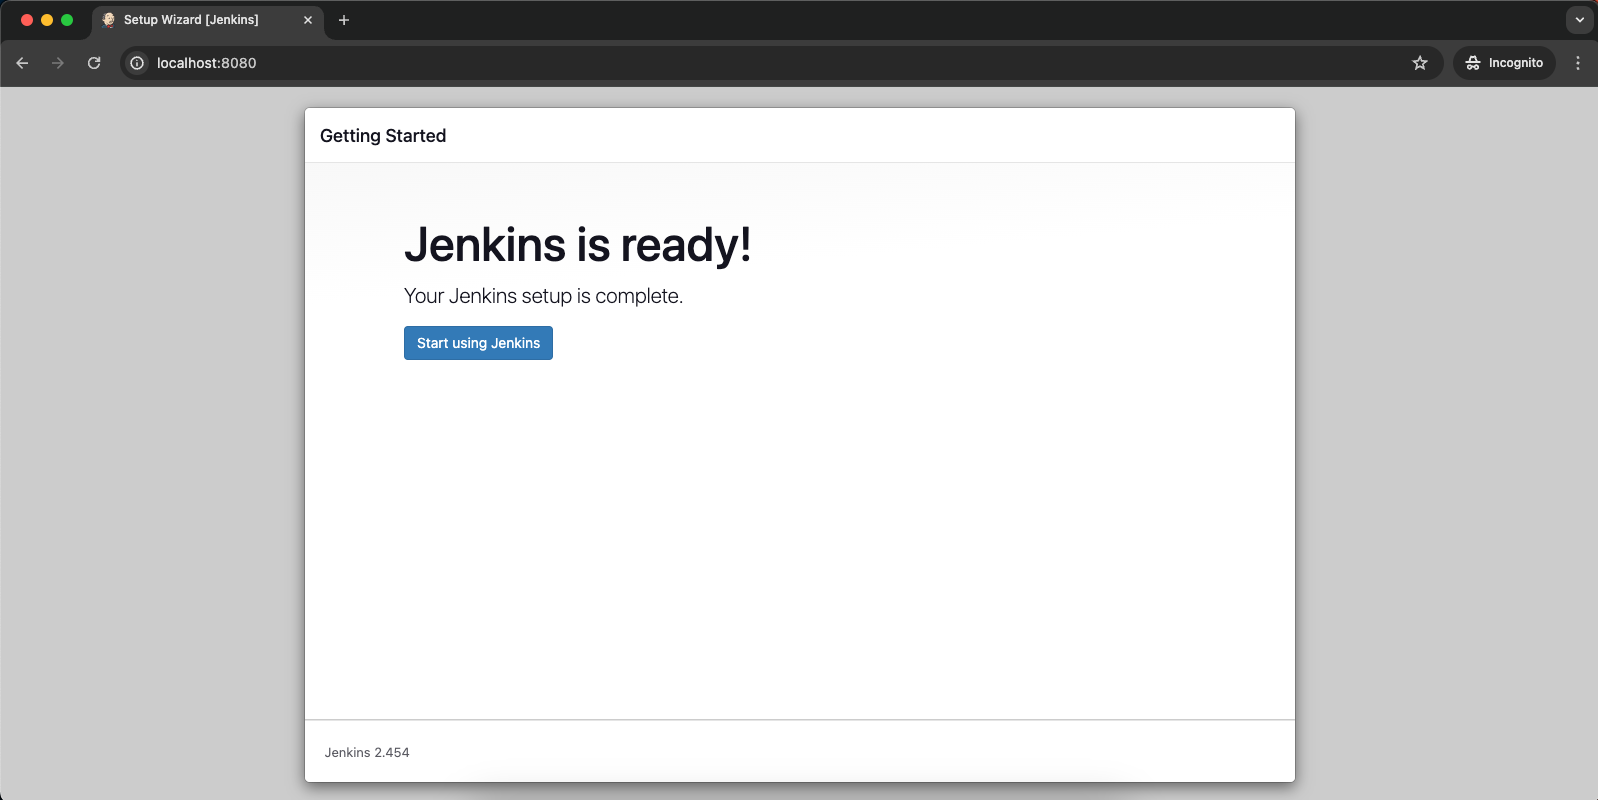 Setup Wizard [Jenkins]
localhost:8080
Incognito
Getting Started
Jenkins is ready!
Your Jenkins setup is complete.
Start using Jenkins
Jenkins 2.454